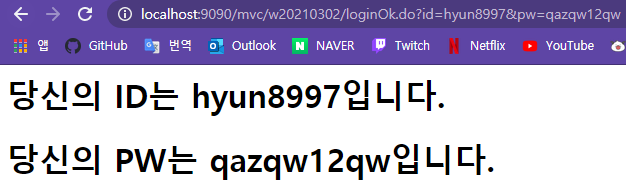 localhost:9090/mvc/w20210302/loginOk.do?id=hyun8997&pw=qazqw12qw
앱 GitHub 번역 Outlook NAVER Twitch Netflix YouTube
당신의 ID는 hyun8997입니다.
당신의 PW는 qazqw12qw입니다.